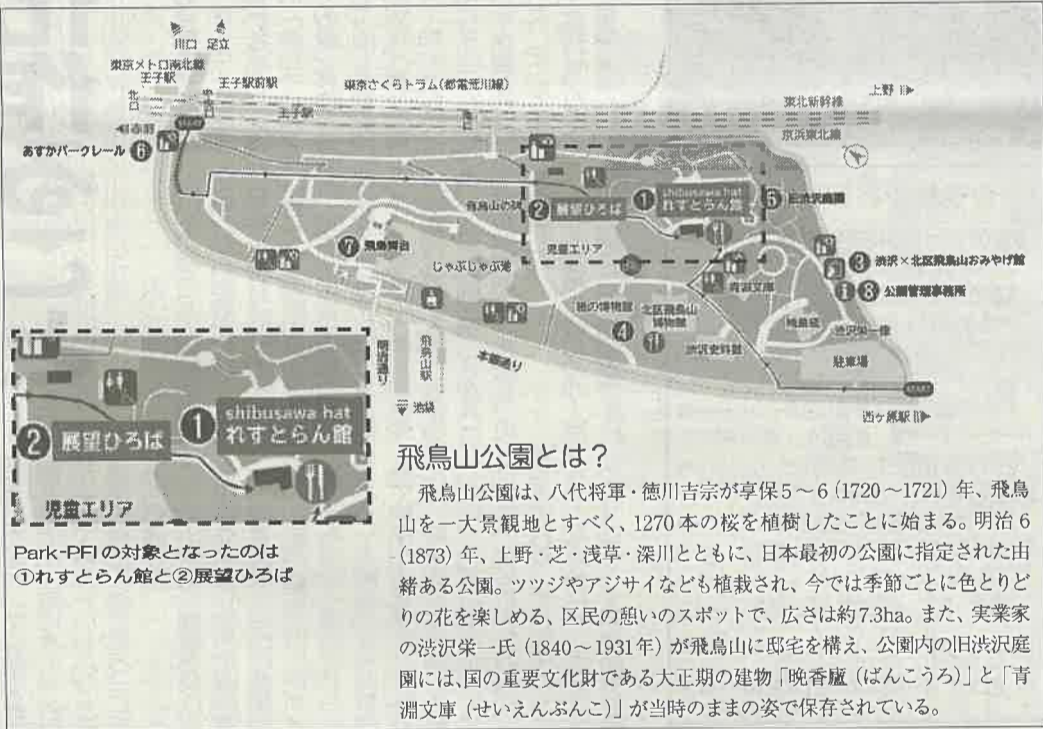 川口 足立
東京メトロ南北線
王子駅
王子駅前駅
東京さくらトラム(都電荒川線)
北口
王子駅
東北新幹線
上野
京浜東北線
あすかパークレール ⑥
② 展望ひろば
① shibusawa hat
れすとらん館
⑤ 旧渋沢庭園
⑦ 飛鳥舞台
児童エリア
じゃぶじゃぶ池
③ 渋沢×北区飛鳥山おみやげ館
⑧ 公園管理事務所
青淵文庫
紙の博物館
④ 北区飛鳥山
博物館
渋沢史料館
晩香廬
渋沢栄一像
駐車場
明治通り
飛鳥山駅
本郷通り
池袋
START
西ヶ原駅
② 展望ひろば
① shibusawa hat
れすとらん館
児童エリア
Park-PFIの対象となったのは
①れすとらん館と②展望ひろば
飛鳥山公園とは?
飛鳥山公園は、八代将軍・徳川吉宗が享保5~6(1720~1721)年、飛鳥
山を一大景観地とすべく、1270本の桜を植樹したことに始まる。明治6
(1873)年、上野・芝・浅草・深川とともに、日本最初の公園に指定された由
緒ある公園。ツツジやアジサイなども植栽され、今では季節ごとに色とりど
りの花を楽しめる、区民の憩いのスポットで、広さは約7.3ha。また、実業家
の渋沢栄一氏(1840~1931年)が飛鳥山に邸宅を構え、公園内の旧渋沢庭
園には、国の重要文化財である大正期の建物「晩香廬(ばんこうろ)」と「青
淵文庫(せいえんぶんこ)」が当時のままの姿で保存されている。